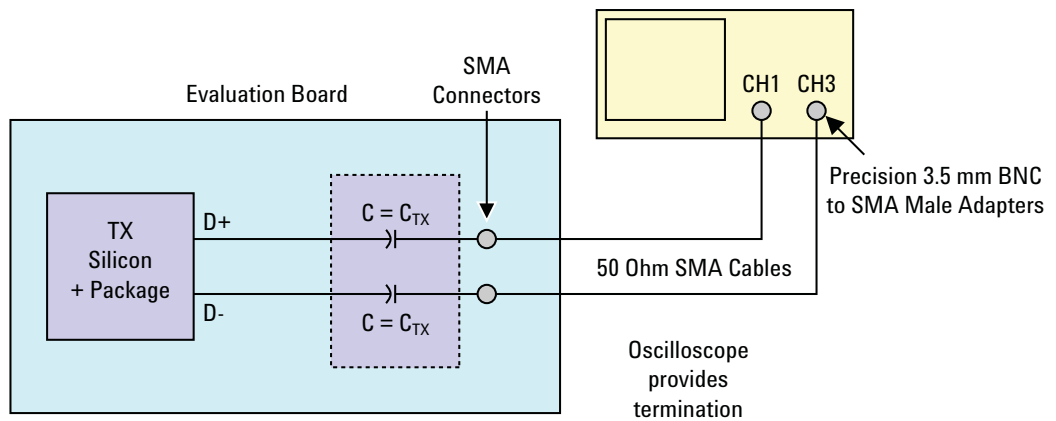 SMA
Connectors
Evaluation Board
CH1 CH3
Precision 3.5 mm BNC
to SMA Male Adapters
TX
Silicon
+ Package
D+
D-
C = CTX
C = CTX
50 Ohm SMA Cables
Oscilloscope
provides
termination